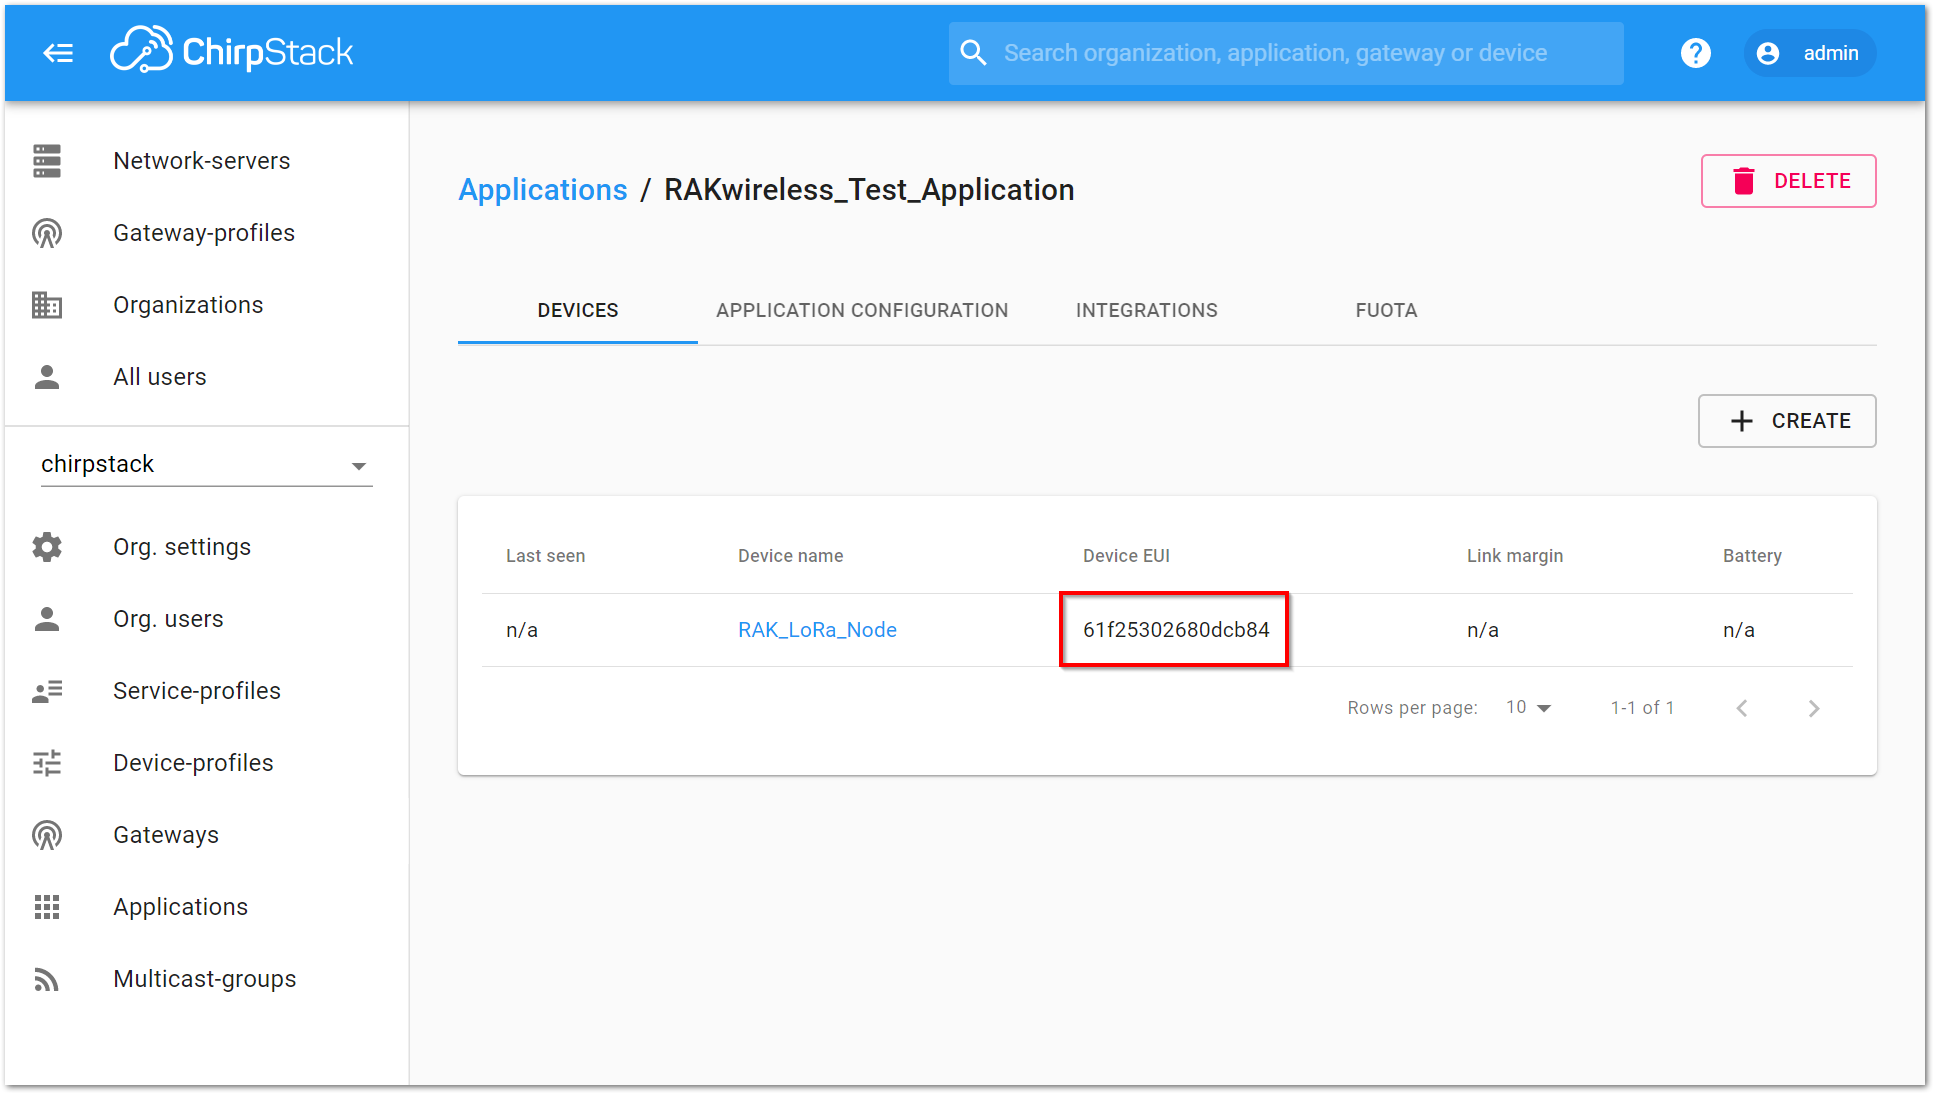 ChirpStack
Search organization, application, gateway or device
?
admin
Network-servers
Gateway-profiles
Organizations
All users
chirpstack
Org. settings
Org. users
Service-profiles
Device-profiles
Gateways
Applications
Multicast-groups
Applications / RAKwireless_Test_Application
DELETE
DEVICES APPLICATION CONFIGURATION INTEGRATIONS FUOTA
+ CREATE
Last seen Device name Device EUI Link margin Battery
n/a RAK_LoRa_Node 61f25302680dcb84 n/a n/a
Rows per page: 10 1-1 of 1